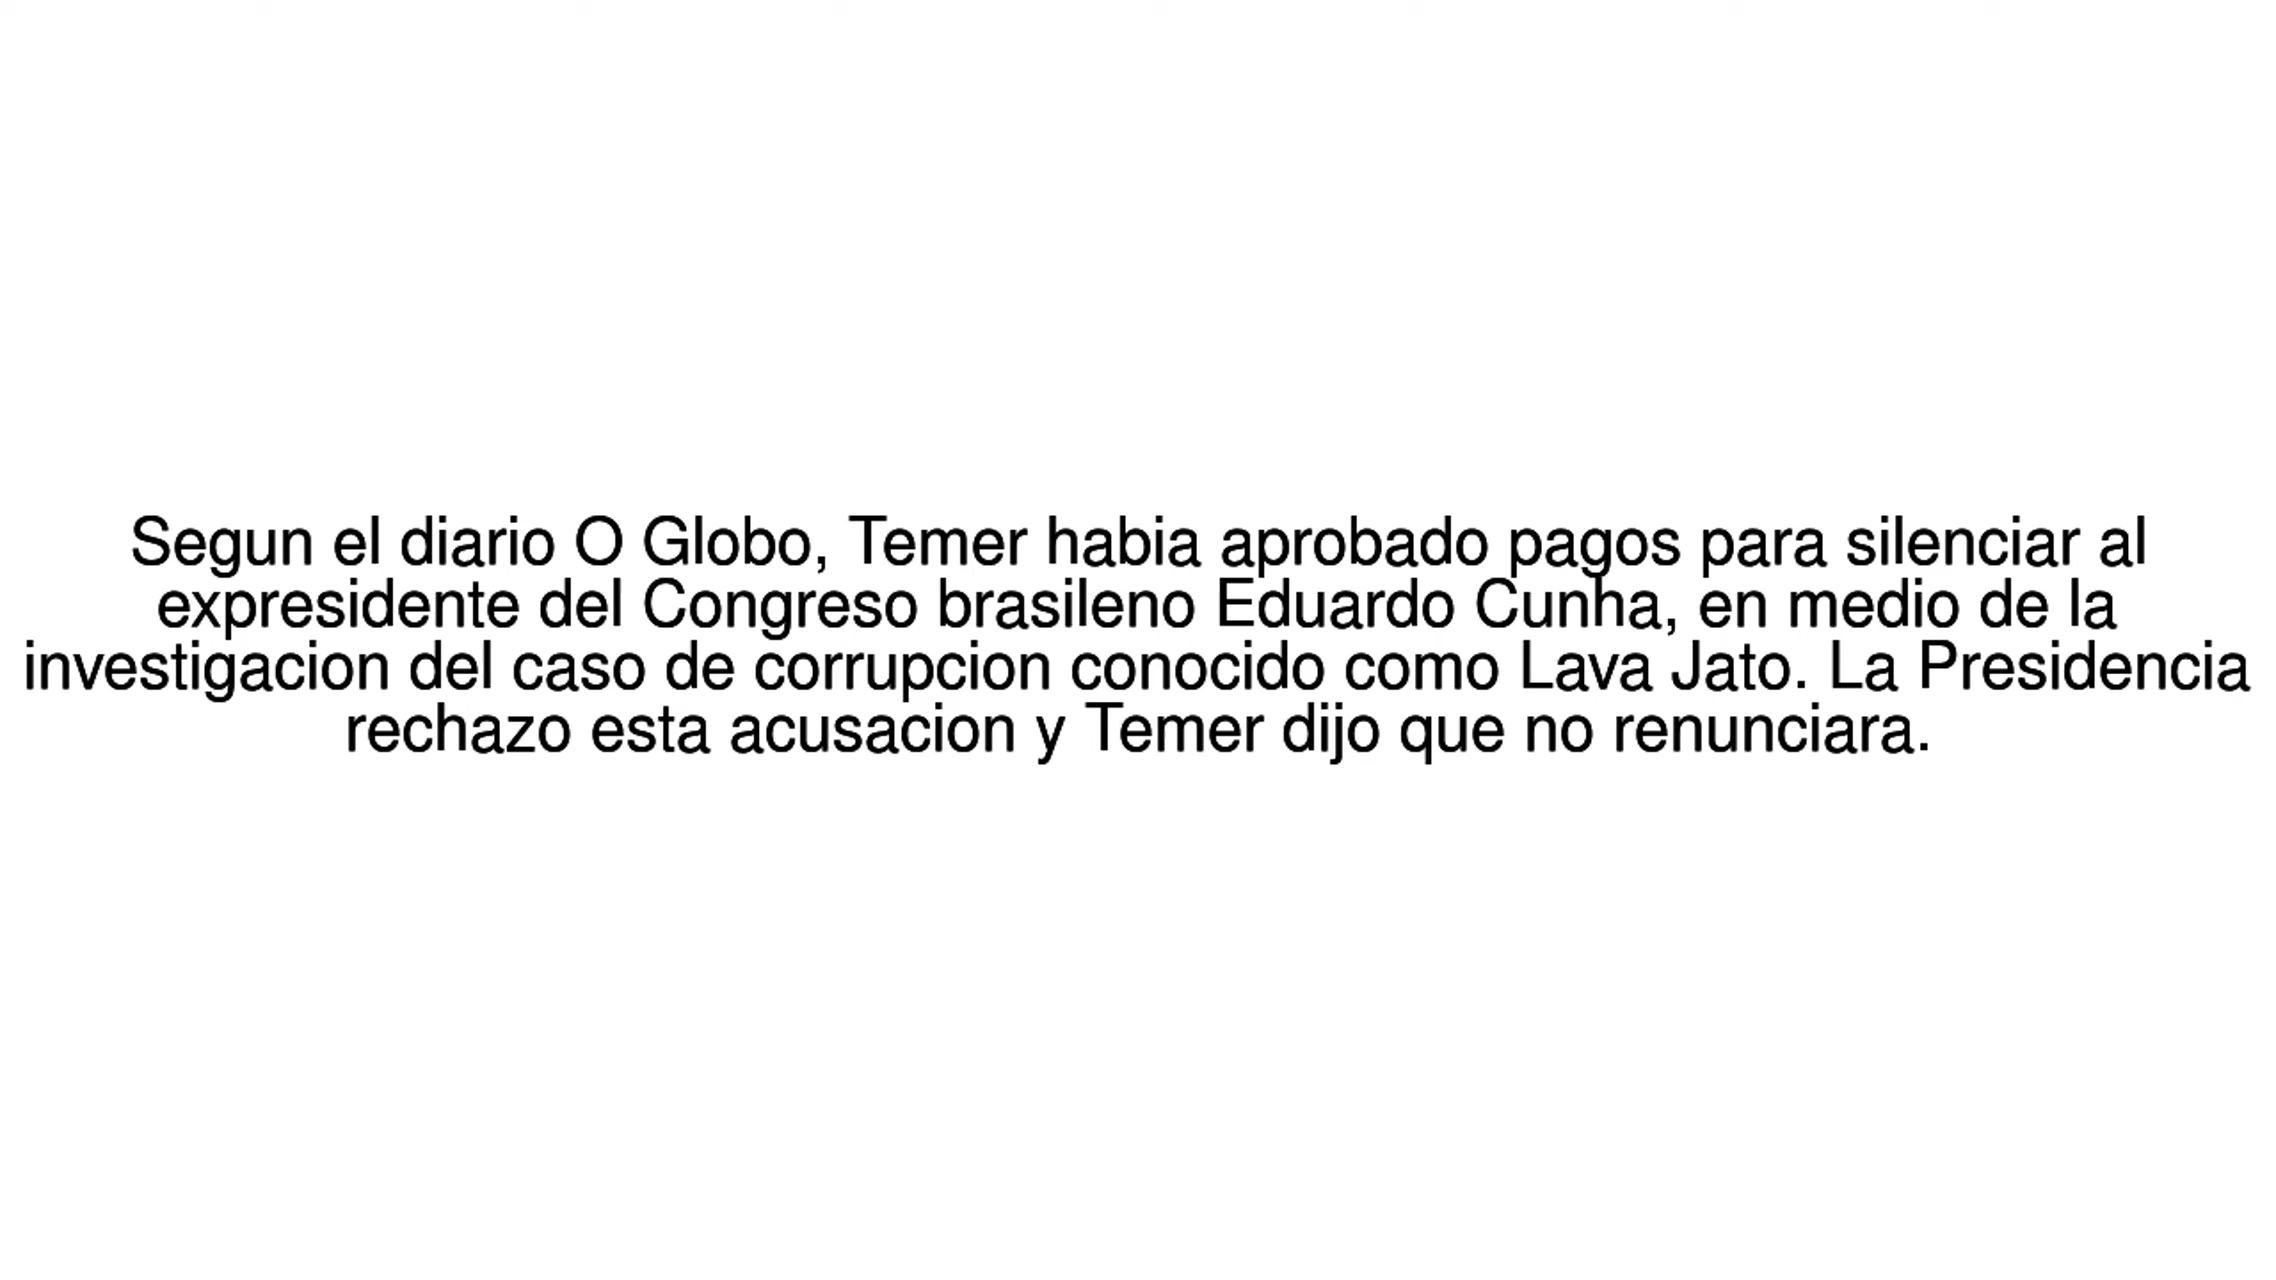 Segun el diario O Globo, Temer habia aprobado pagos para silenciar al
expresidente del Congreso brasileno Eduardo Cunha, en medio de la
investigacion del caso de corrupcion conocido como Lava Jato. La Presidencia
rechazo esta acusacion y Temer dijo que no renunciara.